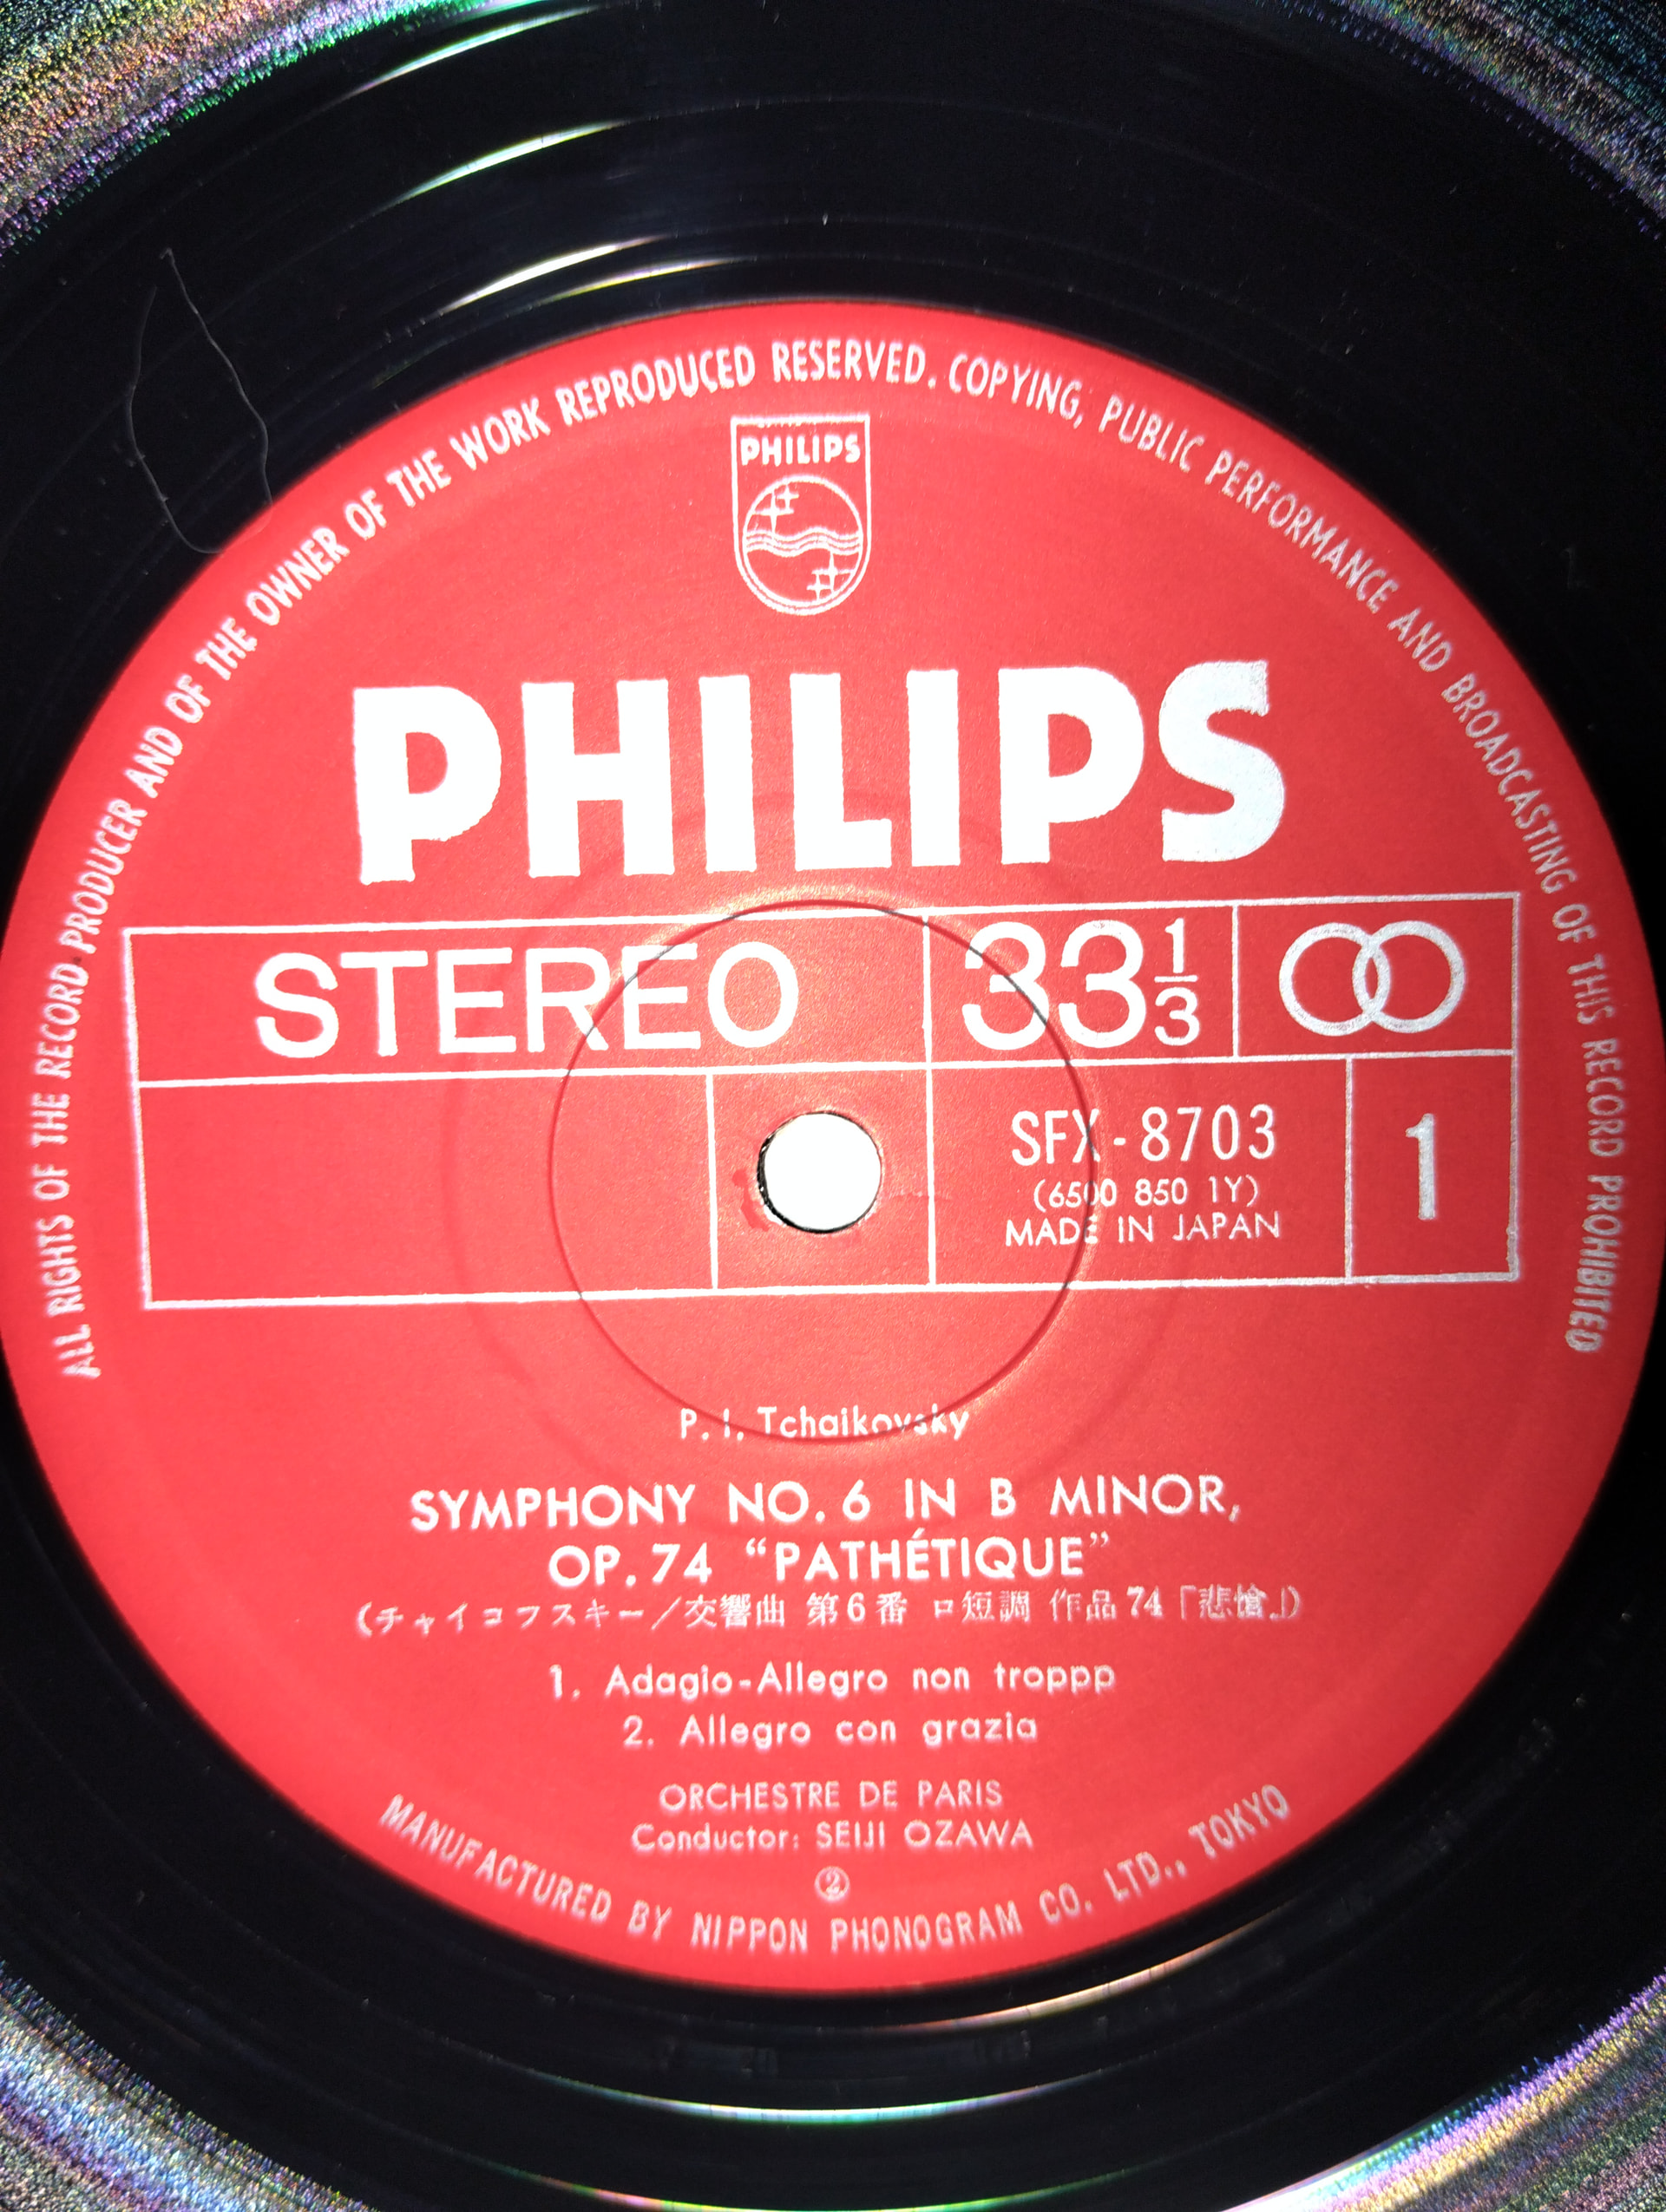 ALL RIGHTS OF THE RECORD-PRODUCER AND OF THE OWNER OF THE WORK REPRODUCED RESERVED. COPYING, PUBLIC PERFORMANCE AND BROADCASTING OF THIS RECORD PROHIBITED
PHILIPS
PHILIPS
STEREO 33 1/3
SFX-8703 1
(6500 850 1Y)
MADE IN JAPAN
P. I. Tchaikovsky
SYMPHONY NO. 6 IN B MINOR,
OP. 74 “PATHÉTIQUE”
(チャイコフスキー／交響曲 第6番 ロ短調 作品74「悲愴」)
1. Adagio-Allegro non troppp
2. Allegro con grazia
ORCHESTRE DE PARIS
Conductor: SEIJI OZAWA
②
MANUFACTURED BY NIPPON PHONOGRAM CO. LTD., TOKYO